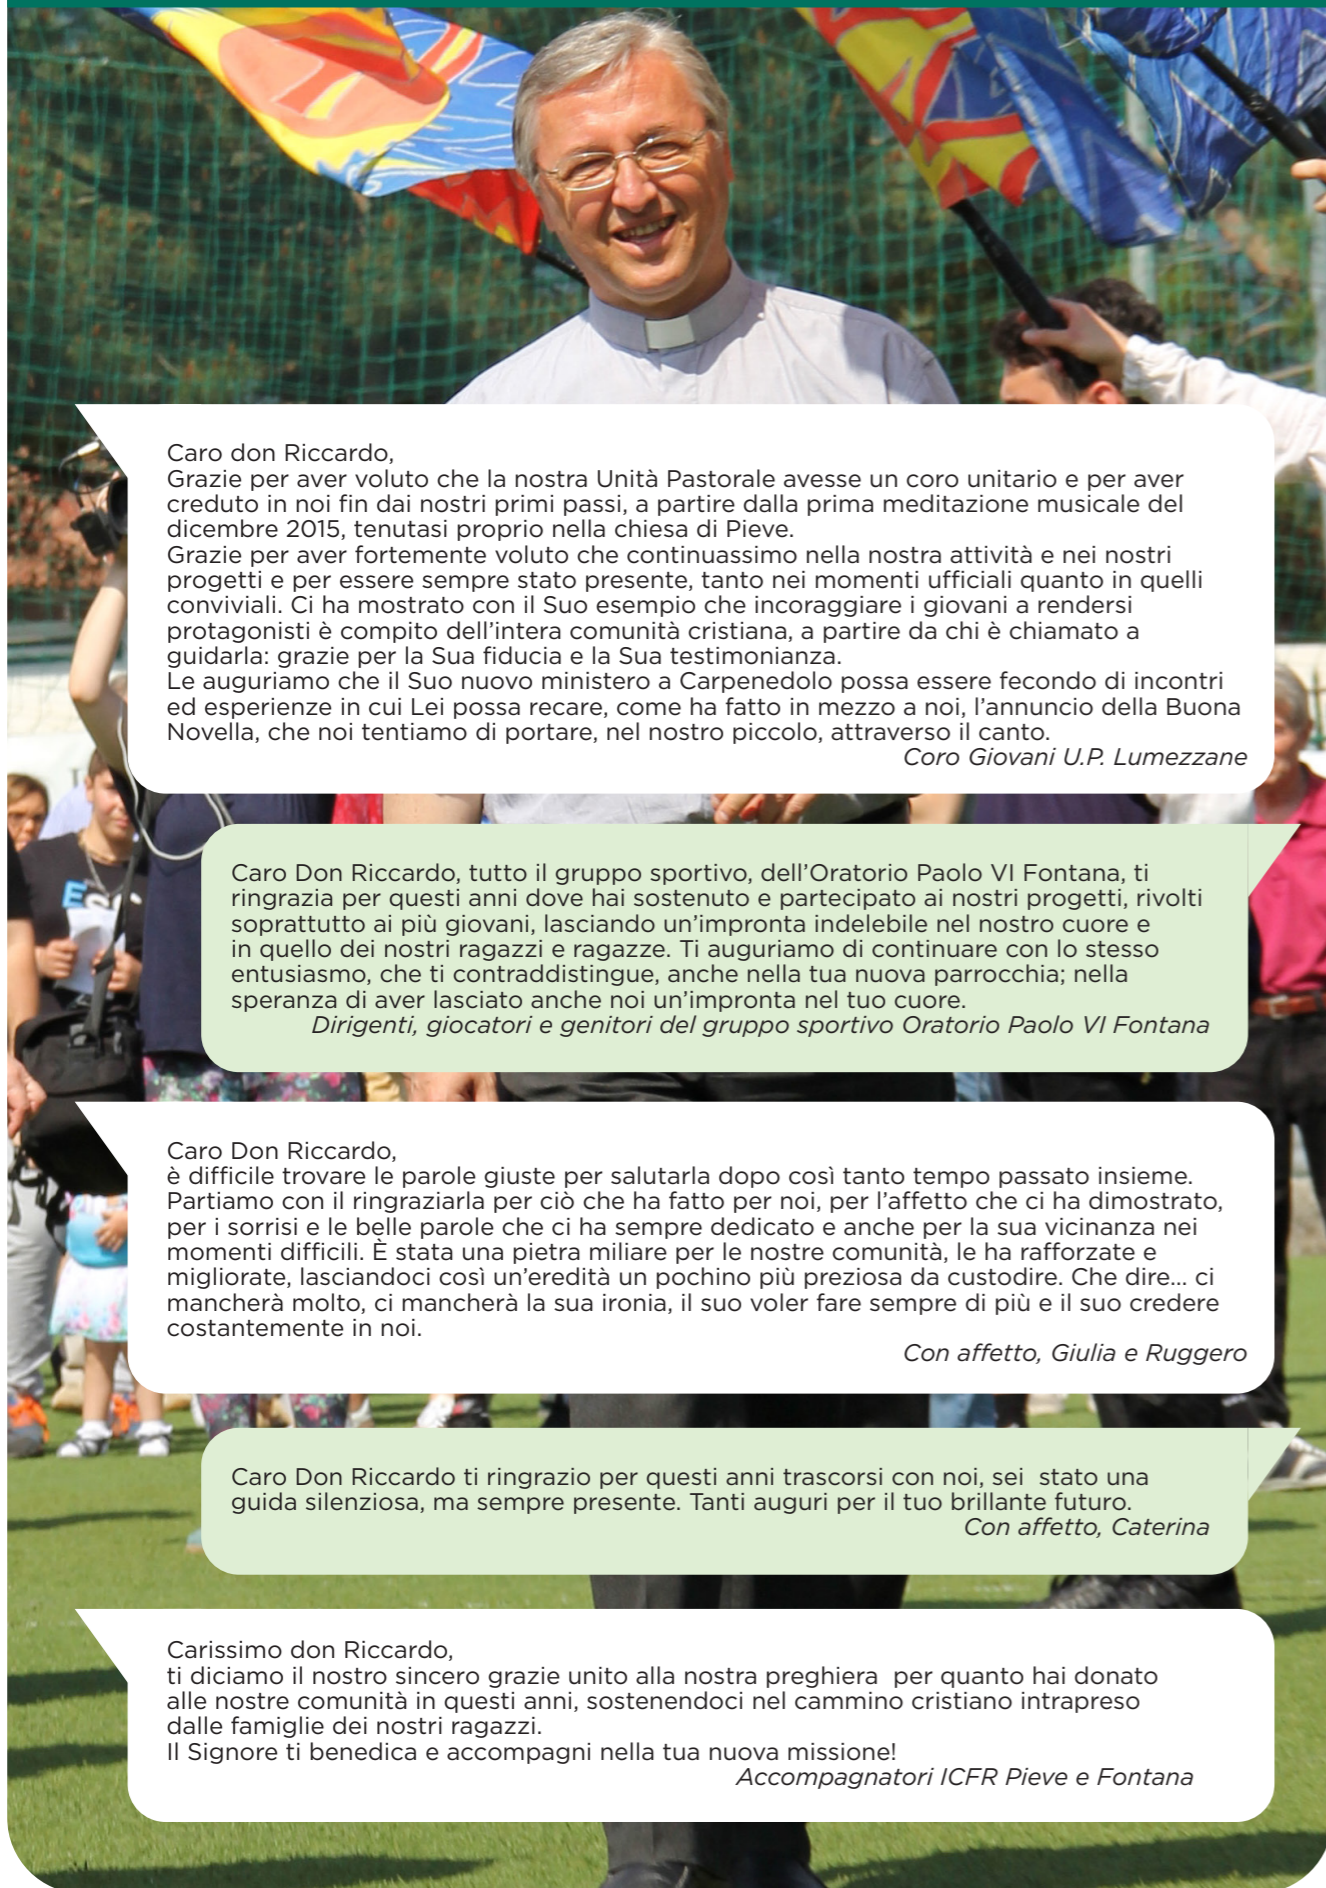 Caro don Riccardo,
Grazie per aver voluto che la nostra Unità Pastorale avesse un coro unitario e per aver
creduto in noi fin dai nostri primi passi, a partire dalla prima meditazione musicale del
dicembre 2015, tenutasi proprio nella chiesa di Pieve.
Grazie per aver fortemente voluto che continuassimo nella nostra attività e nei nostri
progetti e per essere sempre stato presente, tanto nei momenti ufficiali quanto in quelli
conviviali. Ci ha mostrato con il Suo esempio che incoraggiare i giovani a rendersi
protagonisti è compito dell’intera comunità cristiana, a partire da chi è chiamato a
guidarla: grazie per la Sua fiducia e la Sua testimonianza.
Le auguriamo che il Suo nuovo ministero a Carpenedolo possa essere fecondo di incontri
ed esperienze in cui Lei possa recare, come ha fatto in mezzo a noi, l’annuncio della Buona
Novella, che noi tentiamo di portare, nel nostro piccolo, attraverso il canto.
Coro Giovani U.P. Lumezzane
Caro Don Riccardo, tutto il gruppo sportivo, dell’Oratorio Paolo VI Fontana, ti
ringrazia per questi anni dove hai sostenuto e partecipato ai nostri progetti, rivolti
soprattutto ai più giovani, lasciando un’impronta indelebile nel nostro cuore e
in quello dei nostri ragazzi e ragazze. Ti auguriamo di continuare con lo stesso
entusiasmo, che ti contraddistingue, anche nella tua nuova parrocchia; nella
speranza di aver lasciato anche noi un’impronta nel tuo cuore.
Dirigenti, giocatori e genitori del gruppo sportivo Oratorio Paolo VI Fontana
Caro Don Riccardo,
è difficile trovare le parole giuste per salutarla dopo così tanto tempo passato insieme.
Partiamo con il ringraziarla per ciò che ha fatto per noi, per l’affetto che ci ha dimostrato,
per i sorrisi e le belle parole che ci ha sempre dedicato e anche per la sua vicinanza nei
momenti difficili. È stata una pietra miliare per le nostre comunità, le ha rafforzate e
migliorate, lasciandoci così un’eredità un pochino più preziosa da custodire. Che dire... ci
mancherà molto, ci mancherà la sua ironia, il suo voler fare sempre di più e il suo credere
costantemente in noi.
Con affetto, Giulia e Ruggero
Caro Don Riccardo ti ringrazio per questi anni trascorsi con noi, sei  stato una
guida silenziosa, ma sempre presente. Tanti auguri per il tuo brillante futuro.
Con affetto, Caterina
Carissimo don Riccardo,
ti diciamo il nostro sincero grazie unito alla nostra preghiera  per quanto hai donato
alle nostre comunità in questi anni, sostenendoci nel cammino cristiano intrapreso
dalle famiglie dei nostri ragazzi.
Il Signore ti benedica e accompagni nella tua nuova missione!
Accompagnatori ICFR Pieve e Fontana